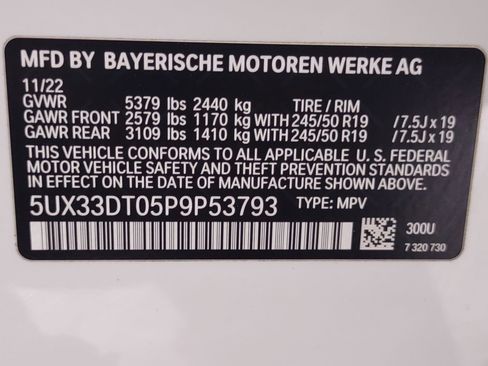 MFD BY BAYERISCHE MOTOREN WERKE AG
11/22
GVWR 5379 lbs 2440 kg TIRE / RIM
GAWR FRONT 2579 lbs 1170 kg WITH 245/50 R19 /7.5J x 19
GAWR REAR 3109 lbs 1410 kg WITH 245/50 R19 /7.5J x 19
THIS VEHICLE CONFORMS TO ALL APPLICABLE U. S. FEDERAL
MOTOR VEHICLE SAFETY AND THEFT PREVENTION STANDARDS
IN EFFECT ON THE DATE OF MANUFACTURE SHOWN ABOVE.
5UX33DT05P9P53793 TYPE: MPV
300U
7 320 730